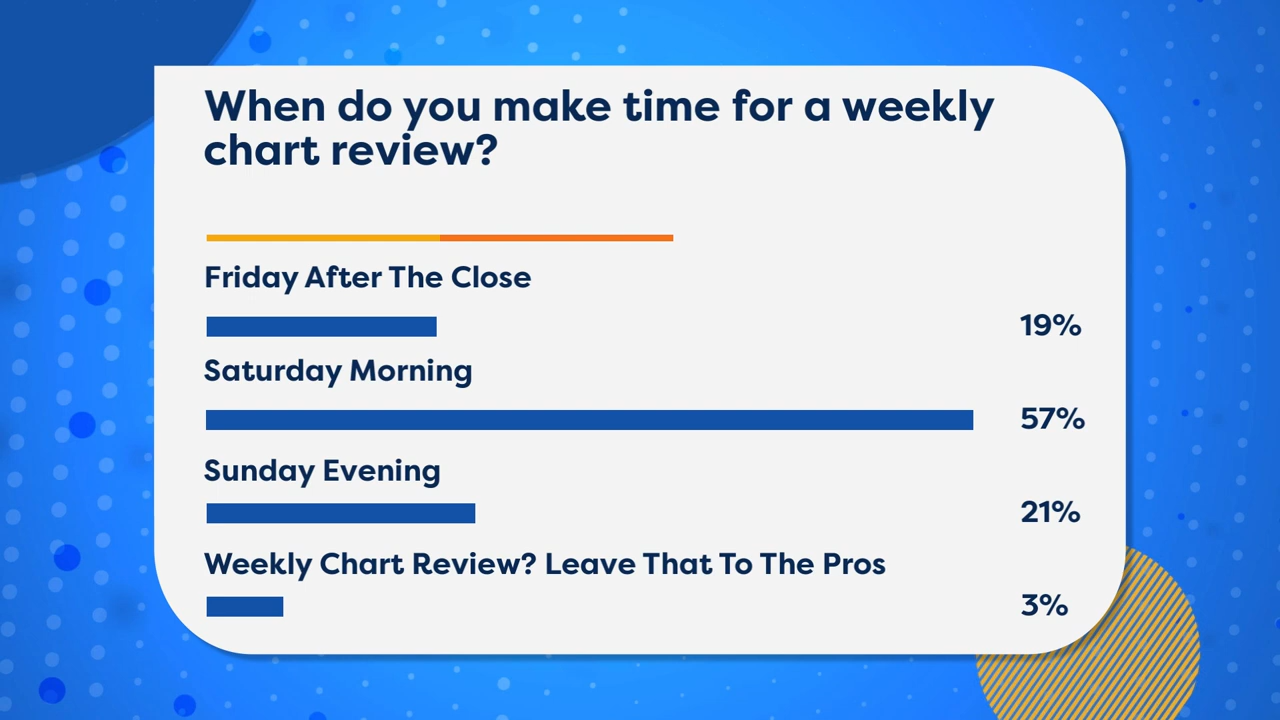 When do you make time for a weekly
chart review?
Friday After The Close
19%
Saturday Morning
57%
Sunday Evening
21%
Weekly Chart Review? Leave That To The Pros
3%